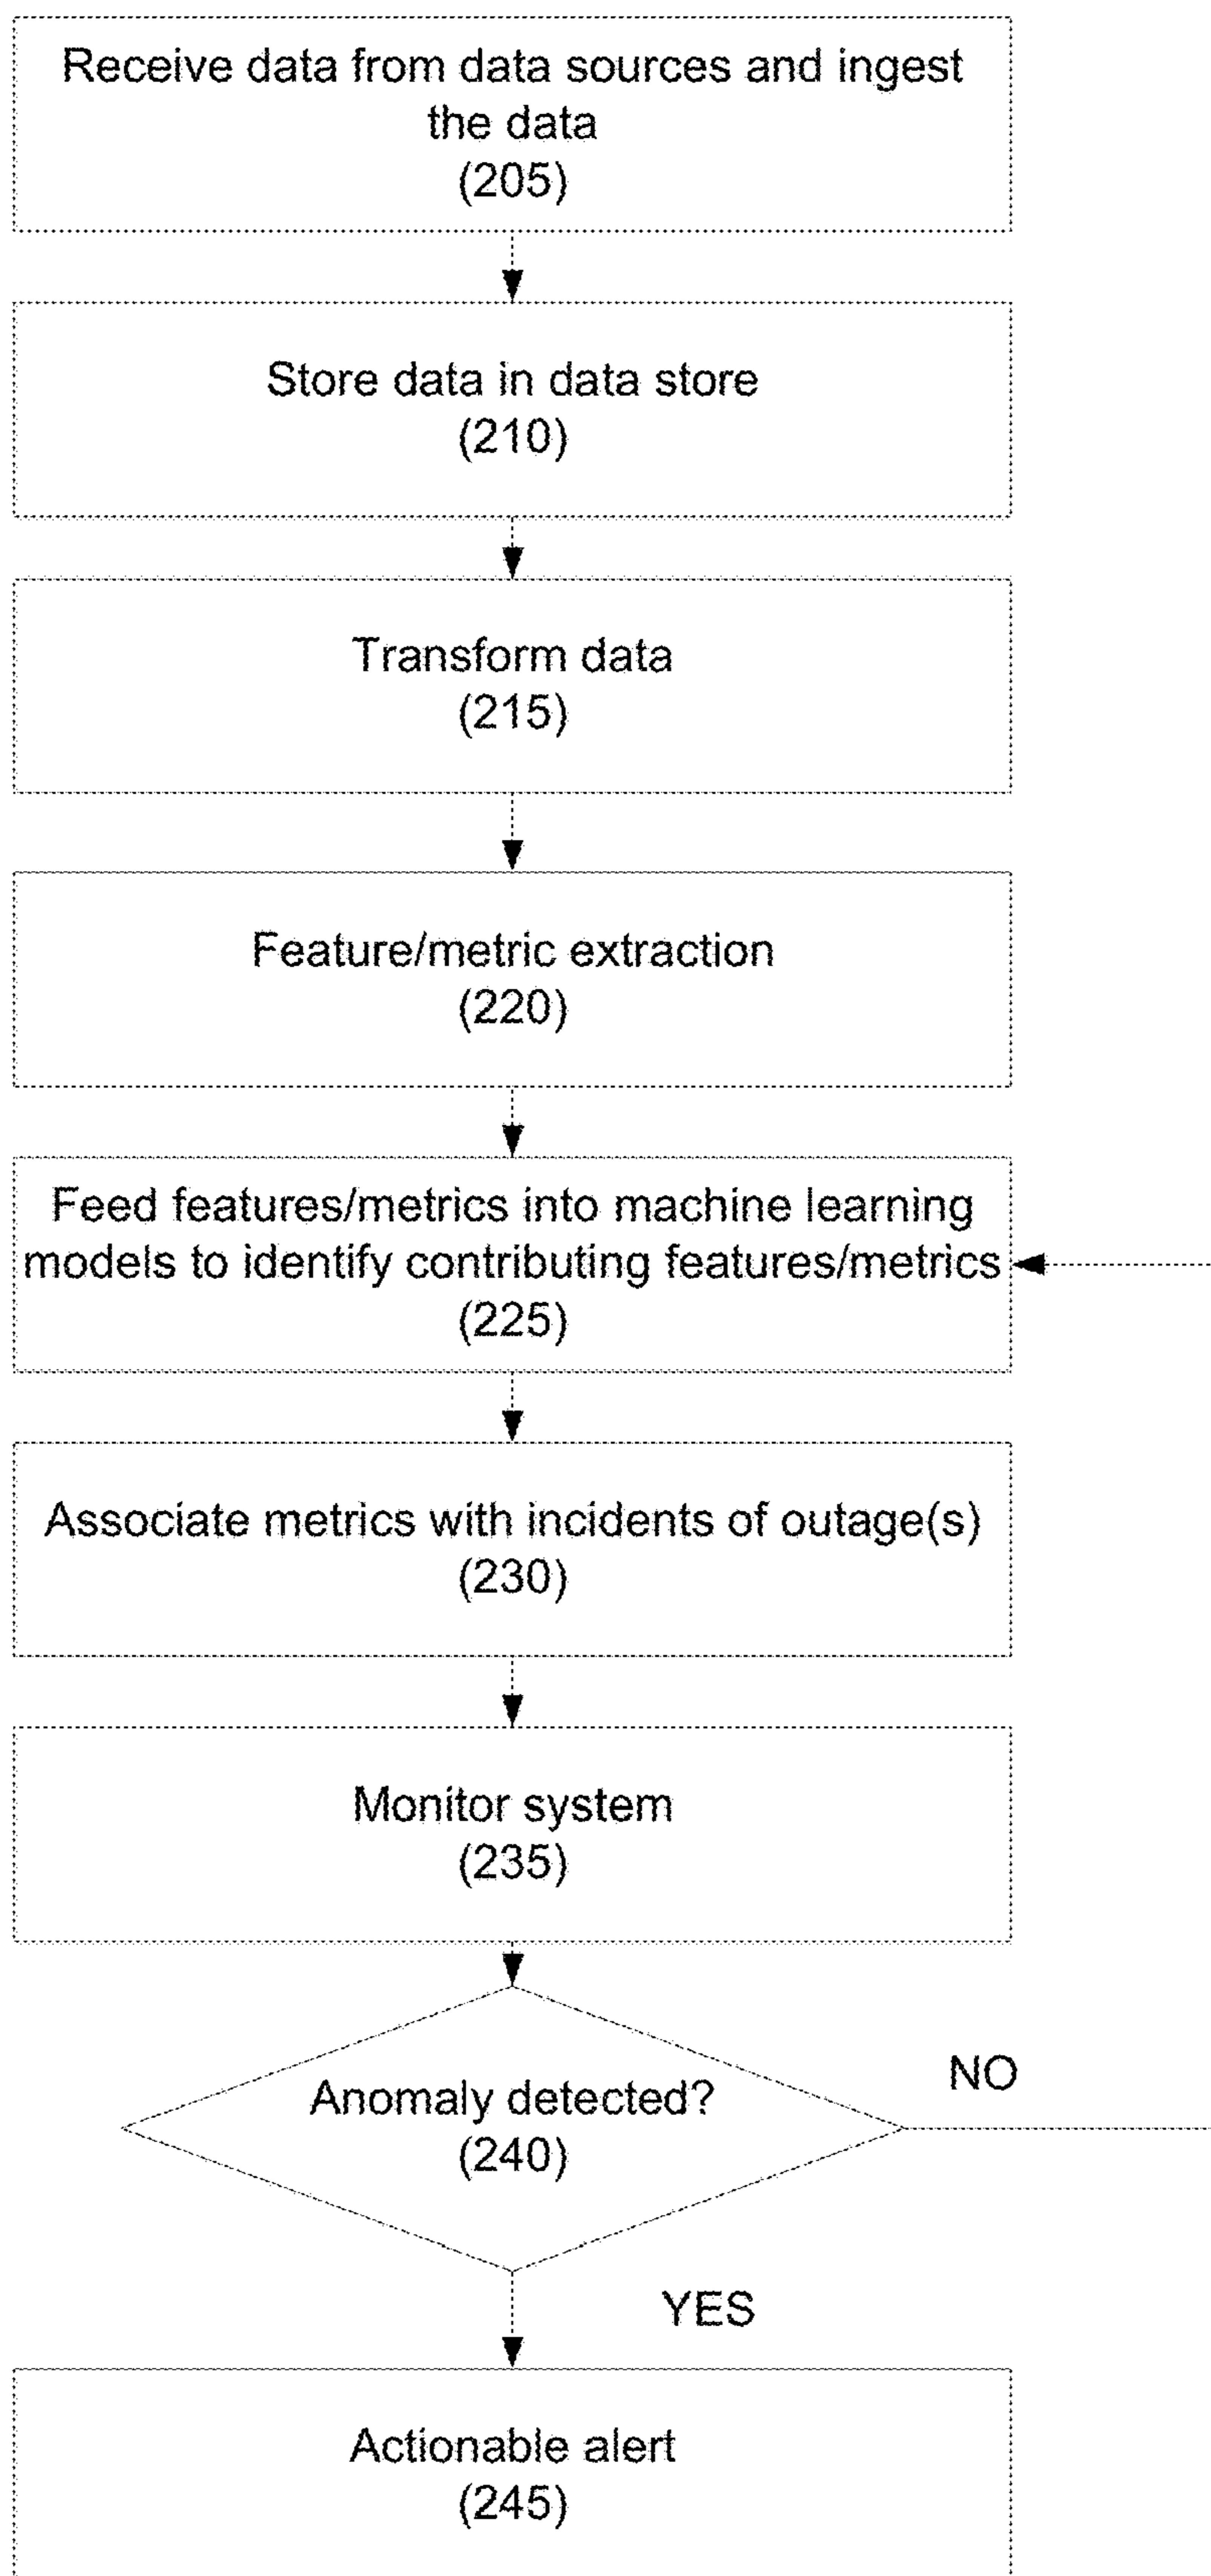 Receive data from data sources and ingest
the data
(205)
Store data in data store
(210)
Transform data
(215)
Feature/metric extraction
(220)
Feed features/metrics into machine learning
models to identify contributing features/metrics
(225)
Associate metrics with incidents of outage(s)
(230)
Monitor system
(235)
Anomaly detected?
(240)
NO
YES
Actionable alert
(245)